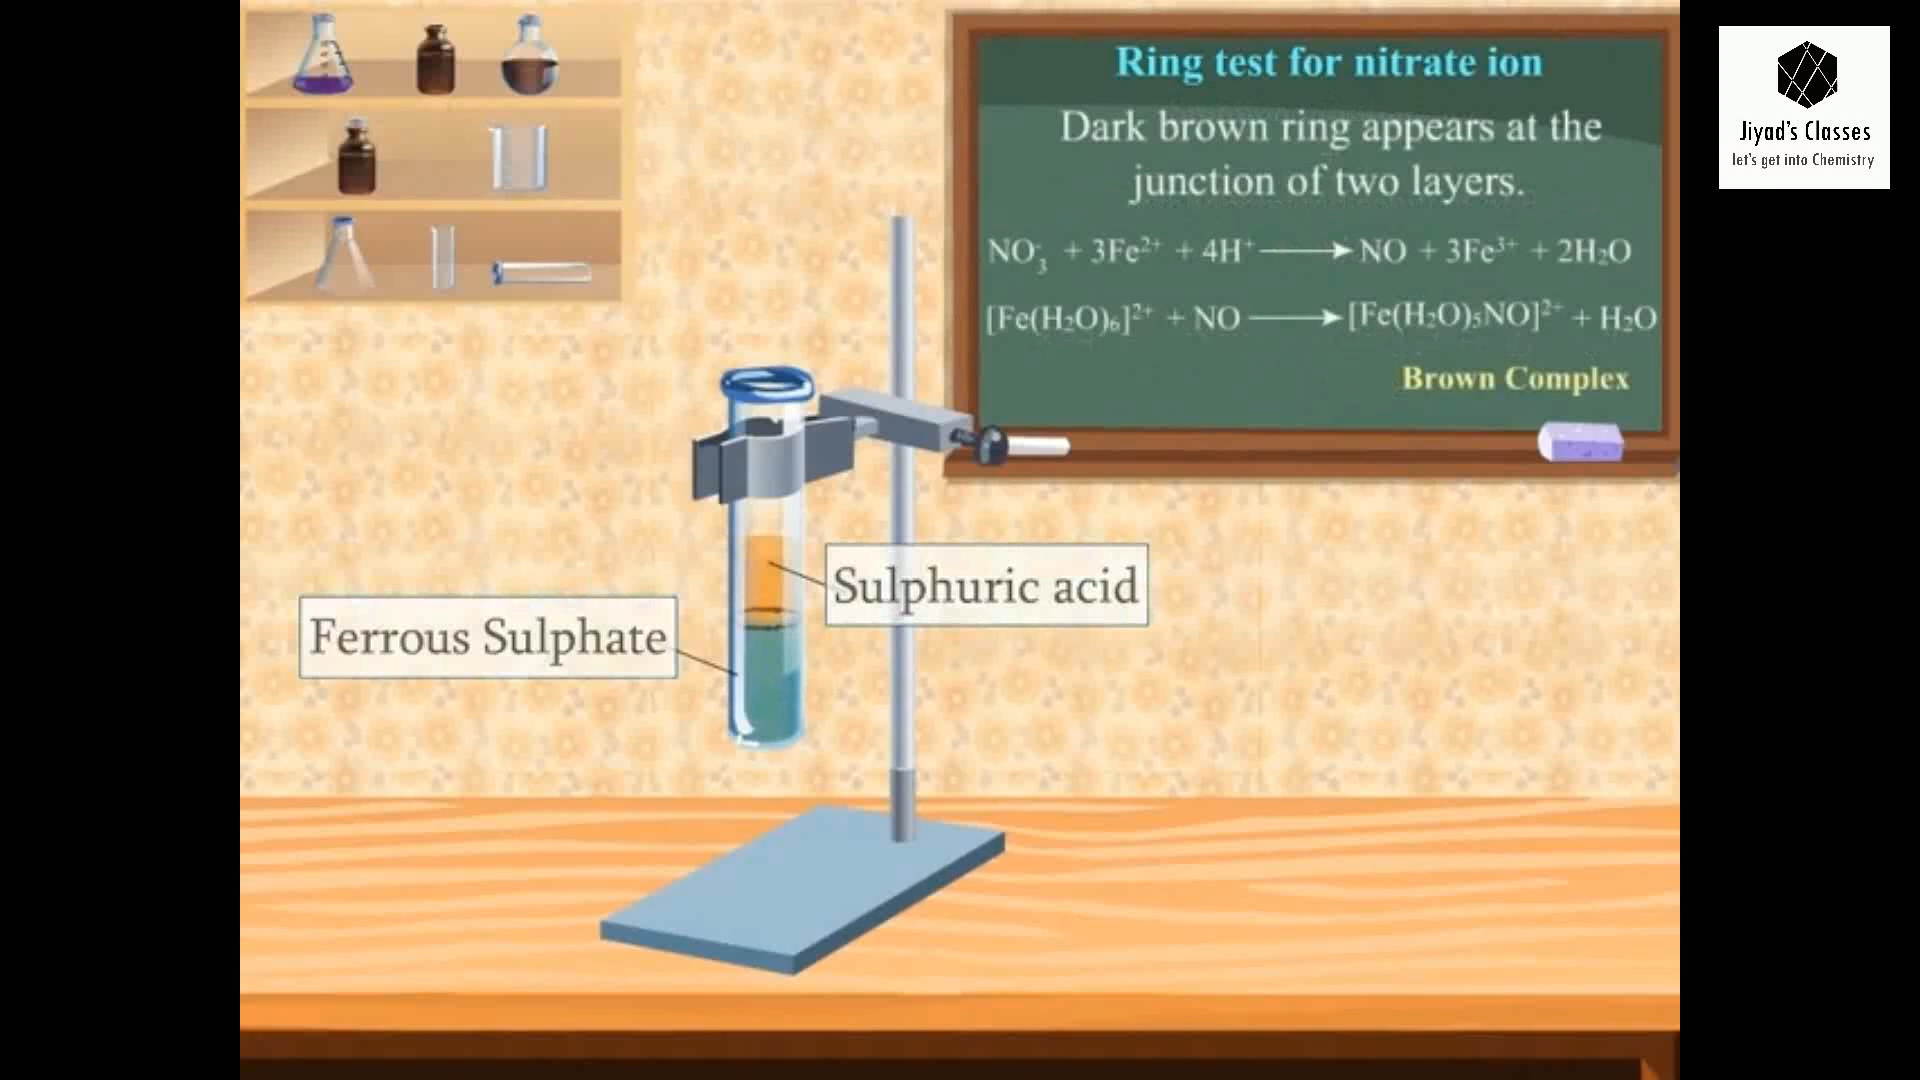 Ring test for nitrate ion
Dark brown ring appears at the
junction of two layers.
NO₃⁻ + 3Fe²⁺ + 4H⁺ ⟶ NO + 3Fe³⁺ + 2H₂O
[Fe(H₂O)₆]²⁺ + NO ⟶ [Fe(H₂O)₅NO]²⁺ + H₂O
Brown Complex
Jiyad's Classes
let's get into Chemistry
Sulphuric acid
Ferrous Sulphate